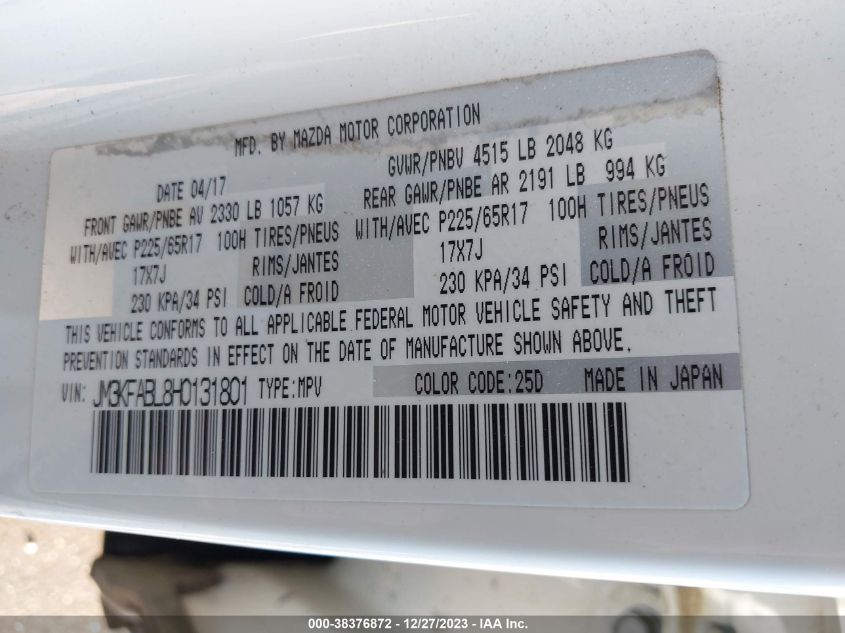 MFD. BY MAZDA MOTOR CORPORATION
DATE 04/17 GVWR/PNBV 4515 LB 2048 KG
FRONT GAWR/PNBE AV 2330 LB 1057 KG REAR GAWR/PNBE AR 2191 LB 994 KG
WITH/AVEC P225/65R17 100H TIRES/PNEUS WITH/AVEC P225/65R17 100H TIRES/PNEUS
17X7J RIMS/JANTES 17X7J RIMS/JANTES
230 KPA/34 PSI COLD/A FROID 230 KPA/34 PSI COLD/A FROID
THIS VEHICLE CONFORMS TO ALL APPLICABLE FEDERAL MOTOR VEHICLE SAFETY AND THEFT
PREVENTION STANDARDS IN EFFECT ON THE DATE OF MANUFACTURE SHOWN ABOVE.
VIN: JM3KFABL8H0131801 TYPE:MPV COLOR CODE:25D MADE IN JAPAN
000-38376872 - 12/27/2023 - IAA Inc.